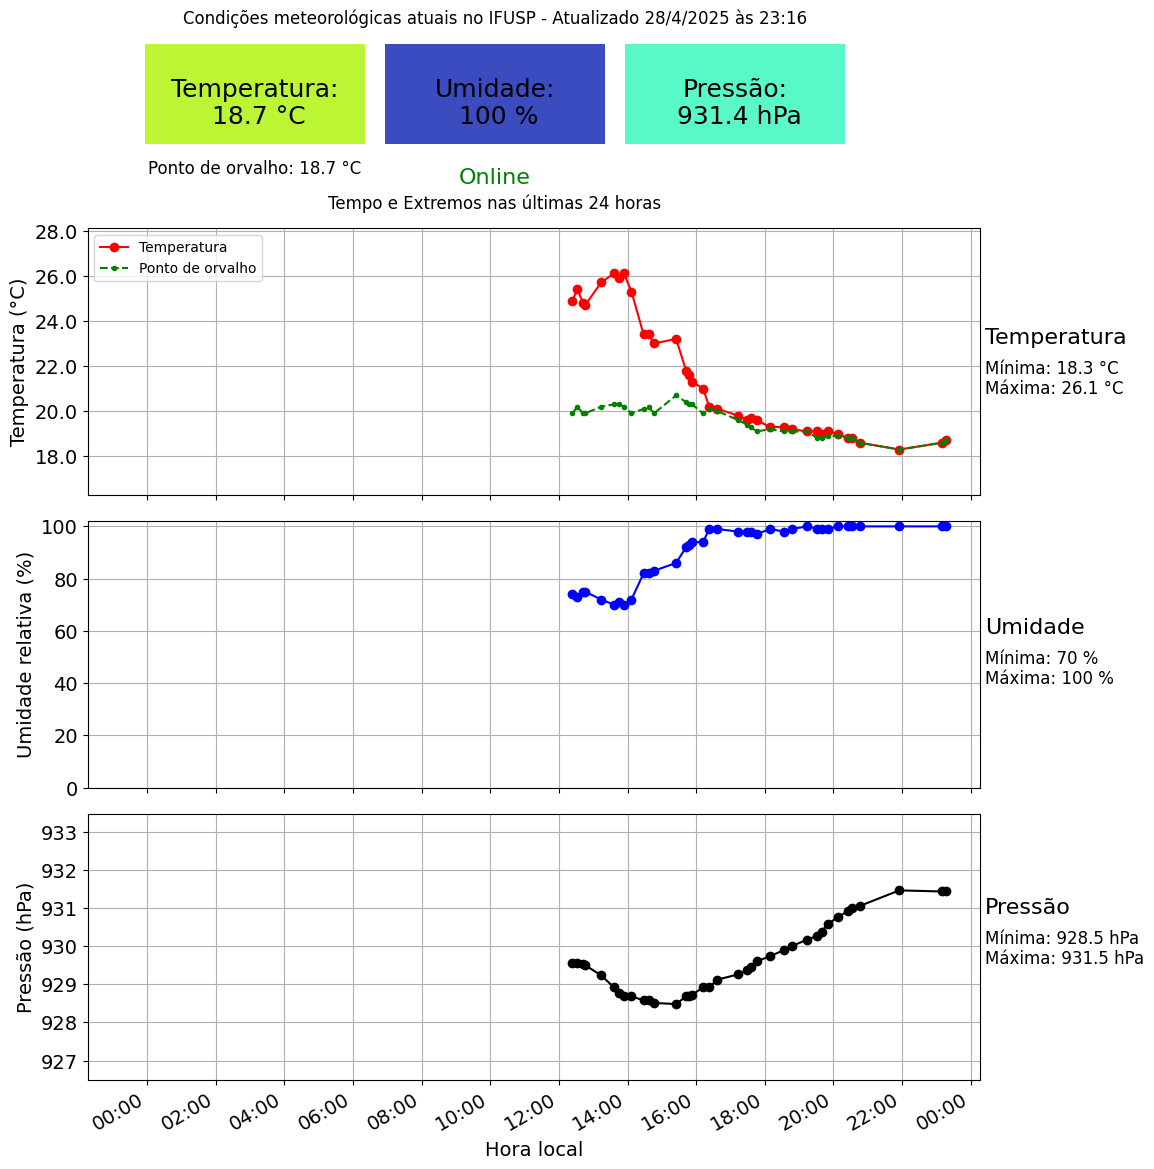 Condições meteorológicas atuais no IFUSP - Atualizado 28/4/2025 às 23:16
Temperatura:
18.7 °C
Umidade:
100 %
Pressão:
931.4 hPa
Ponto de orvalho: 18.7 °C
Online
Tempo e Extremos nas últimas 24 horas
Temperatura (°C)
28.0
26.0
24.0
22.0
20.0
18.0
Temperatura
Ponto de orvalho
Temperatura
Mínima: 18.3 °C
Máxima: 26.1 °C
Umidade relativa (%)
100
80
60
40
20
0
Umidade
Mínima: 70 %
Máxima: 100 %
Pressão (hPa)
933
932
931
930
929
928
927
Pressão
Mínima: 928.5 hPa
Máxima: 931.5 hPa
00:00 02:00 04:00 06:00 08:00 10:00 12:00 14:00 16:00 18:00 20:00 22:00 00:00
Hora local